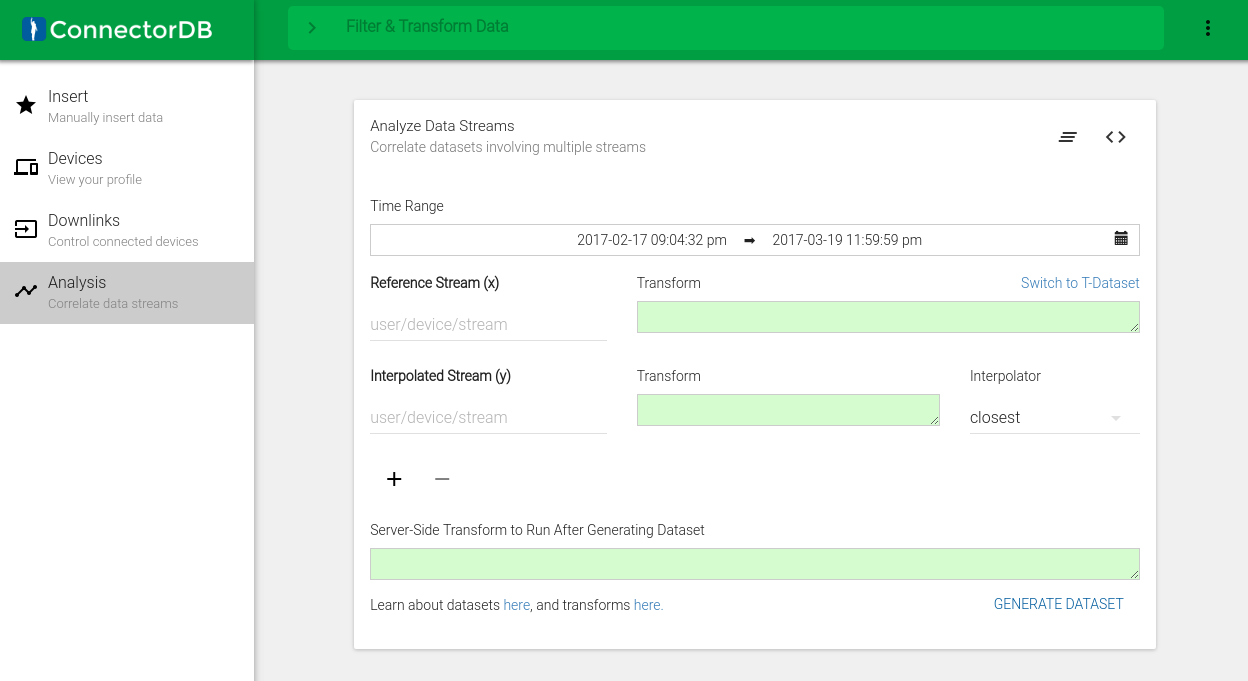 ConnectorDB
Filter & Transform Data
Insert
Manually insert data
Devices
View your profile
Downlinks
Control connected devices
Analysis
Correlate data streams
Analyze Data Streams
Correlate datasets involving multiple streams
Time Range
2017-02-17 09:04:32 pm ➡ 2017-03-19 11:59:59 pm
Reference Stream (x) Transform Switch to T-Dataset
user/device/stream
Interpolated Stream (y) Transform Interpolator
user/device/stream closest
Server-Side Transform to Run After Generating Dataset
Learn about datasets here, and transforms here. GENERATE DATASET